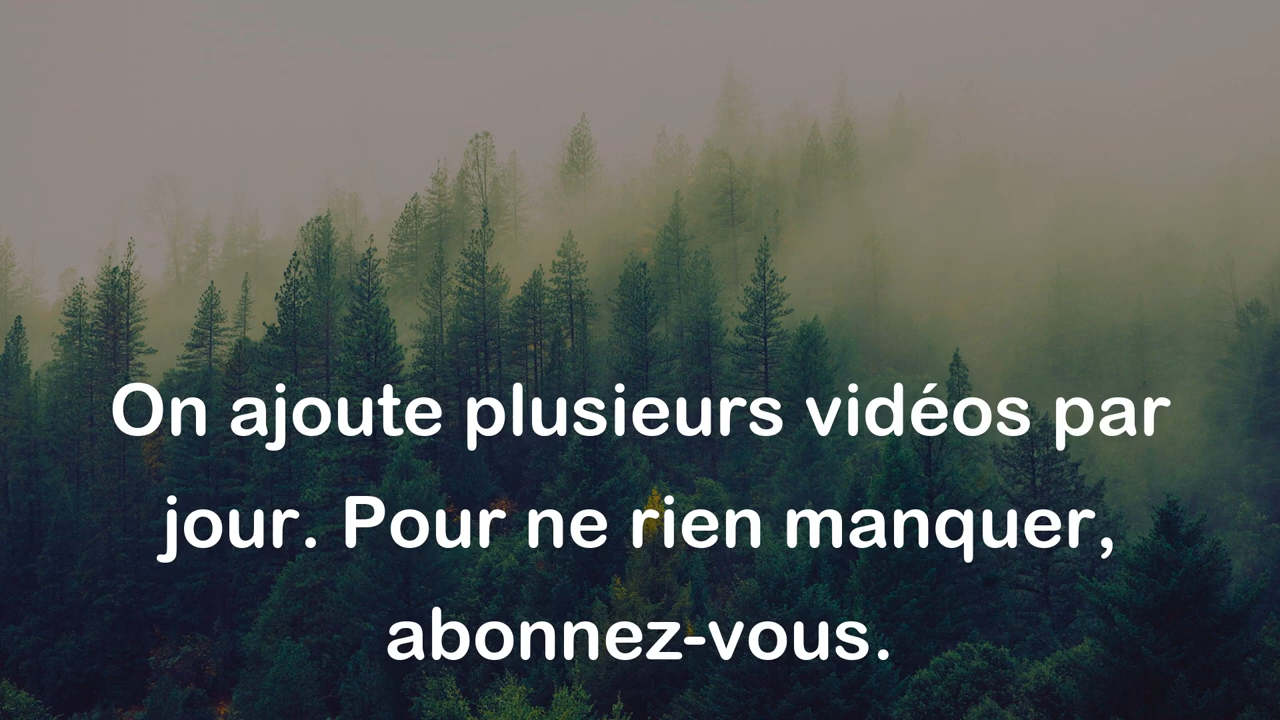 On ajoute plusieurs vidéos par
jour. Pour ne rien manquer,
abonnez-vous.